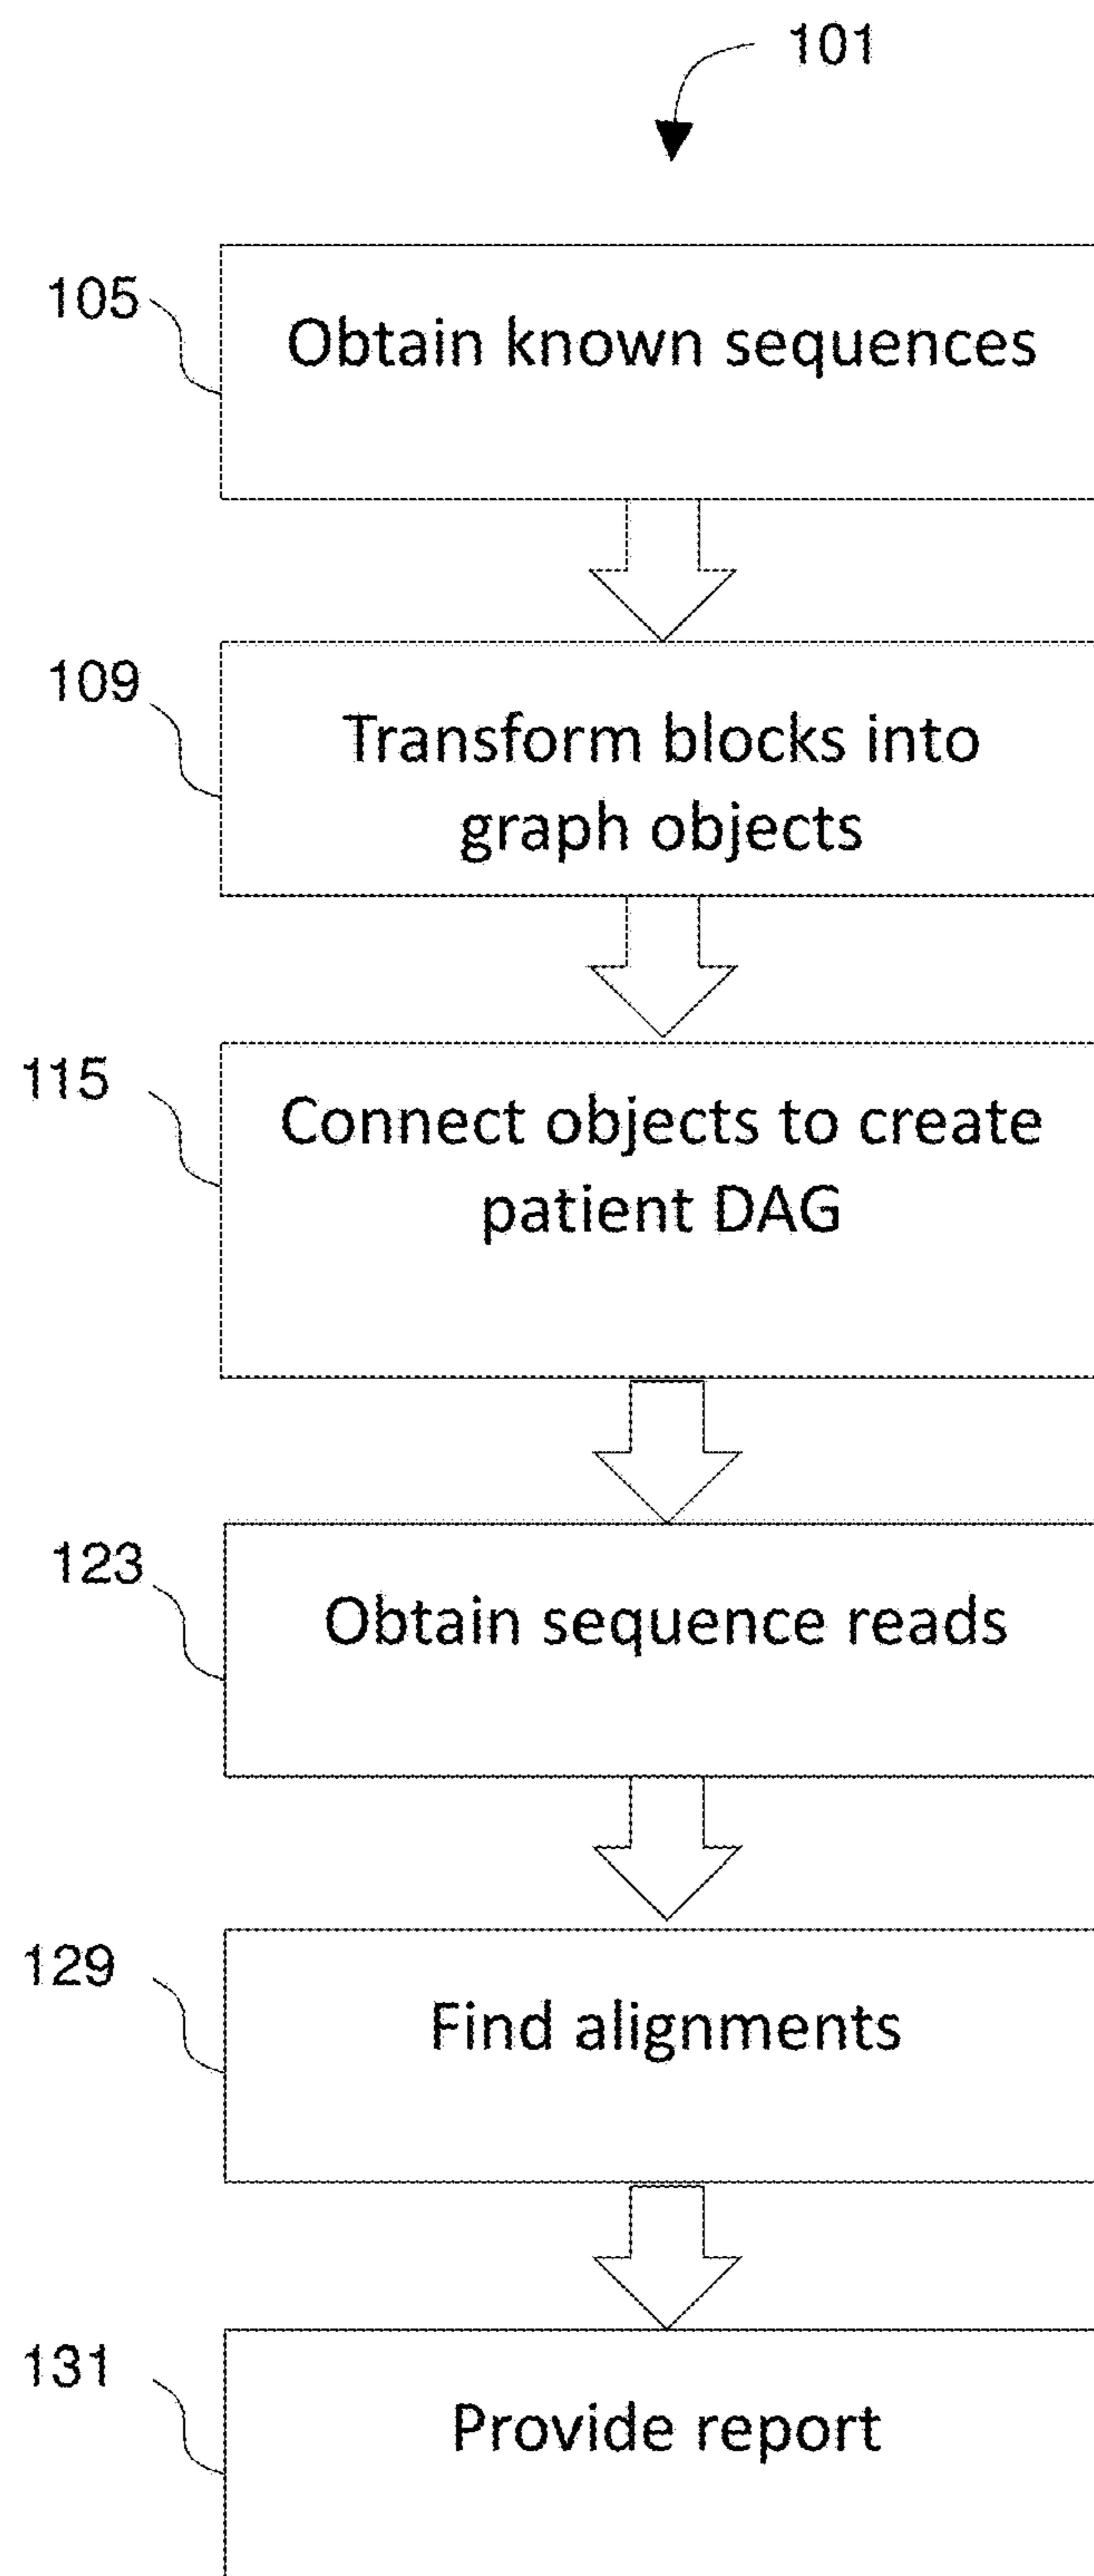 101
105
Obtain known sequences
109
Transform blocks into
graph objects
115
Connect objects to create
patient DAG
123
Obtain sequence reads
129
Find alignments
131
Provide report